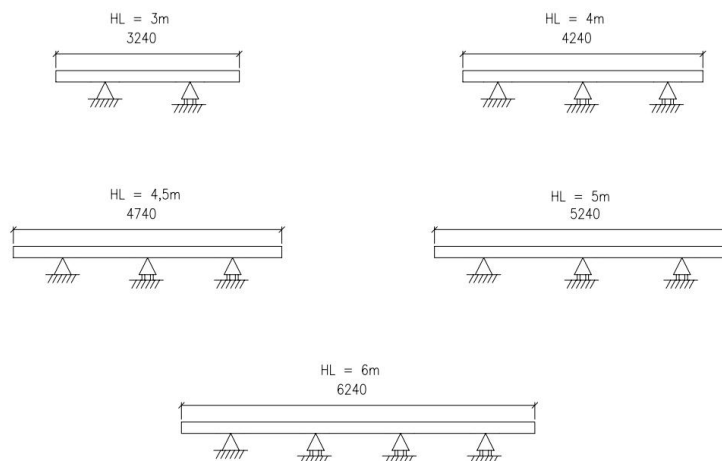 HL = 3m
3240
HL = 4m
4240
HL = 4,5m
4740
HL = 5m
5240
HL = 6m
6240